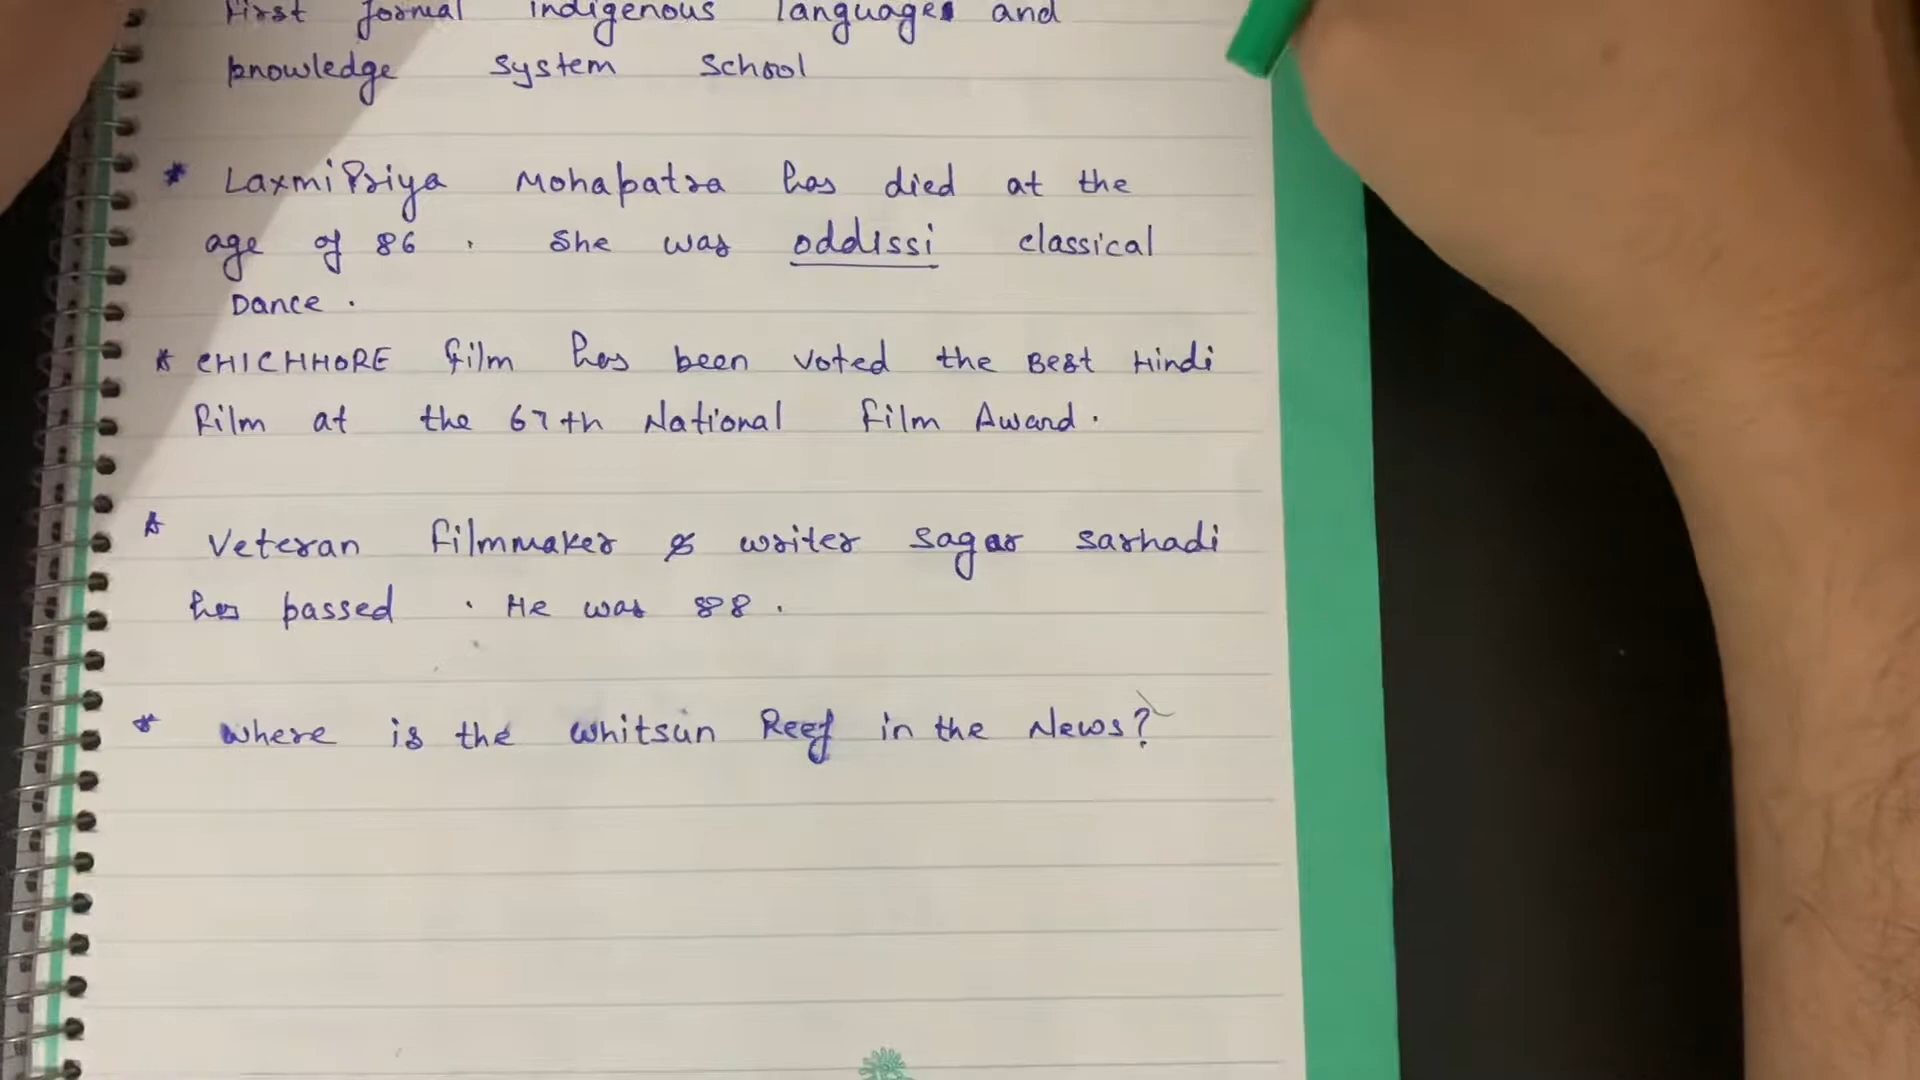 First formal indigenous languages and
knowledge system school
* LaxmiPriya Mohapatra has died at the
age of 86 . She was oddissi classical
Dance .
* CHICHHORE film has been voted the Best Hindi
film at the 67th National film Award .
* Veteran filmmaker & writer sagar sarhadi
has passed . He was 88 .
* where is the whitsun Reef in the News?